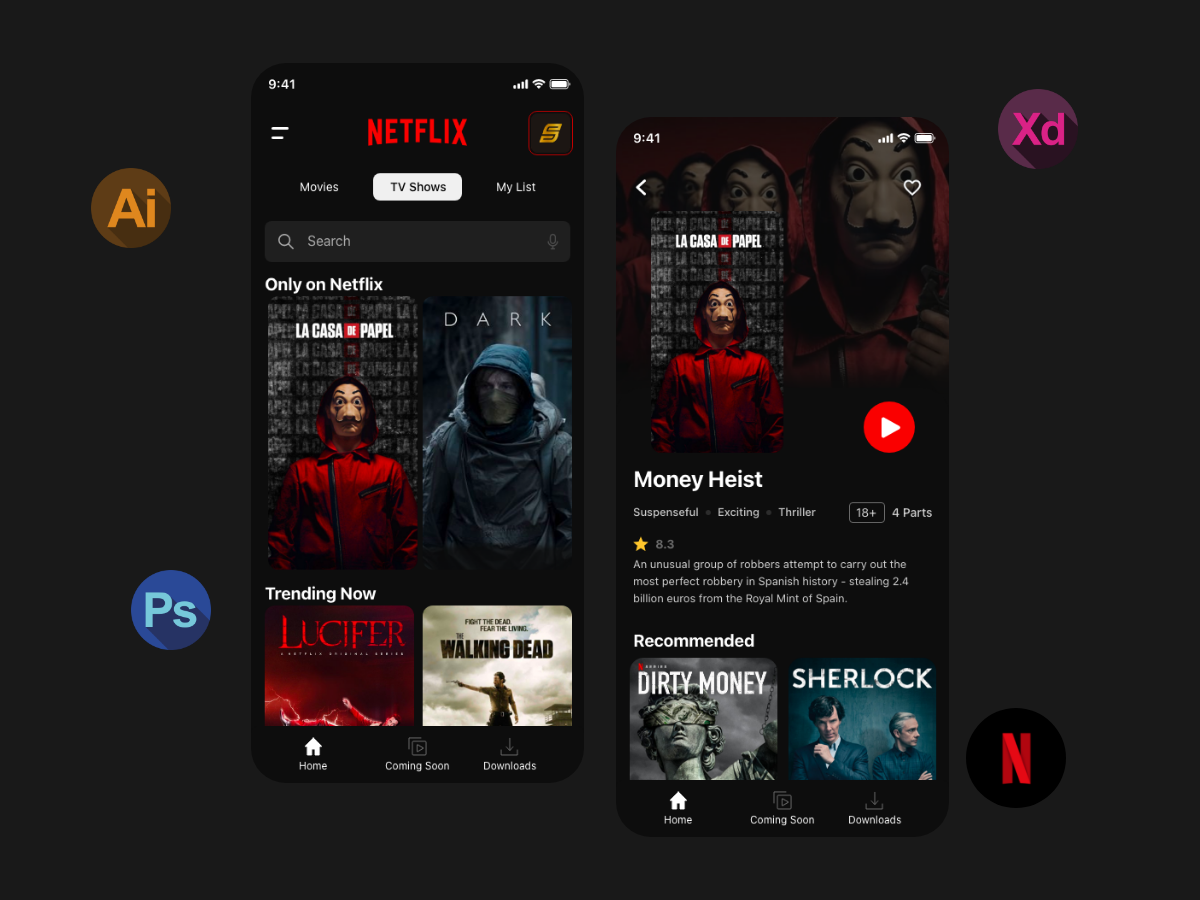 9:41
NETFLIX
Movies
TV Shows
My List
Search
Only on Netflix
LA CASA DE PAPEL
DARK
Trending Now
LUCIFER
A NETFLIX ORIGINAL SERIES
FIGHT THE DEAD.
FEAR THE LIVING.
THE
WALKING DEAD
Home
Coming Soon
Downloads
9:41
LA CASA DE PAPEL
Money Heist
Suspenseful
Exciting
Thriller
18+
4 Parts
8.3
An unusual group of robbers attempt to carry out the
most perfect robbery in Spanish history - stealing 2.4
billion euros from the Royal Mint of Spain.
Recommended
N SERIES
DIRTY MONEY
SHERLOCK
Home
Coming Soon
Downloads
Ai
Ps
Xd
N